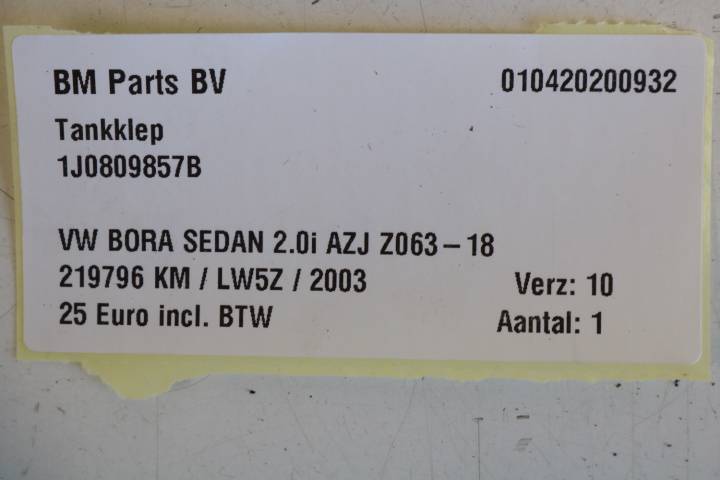 BM Parts BV 010420200932
Tankklep
1J0809857B
VW BORA SEDAN 2.0i AZJ Z063-18
219796 KM / LW5Z / 2003 Verz: 10
25 Euro incl. BTW Aantal: 1